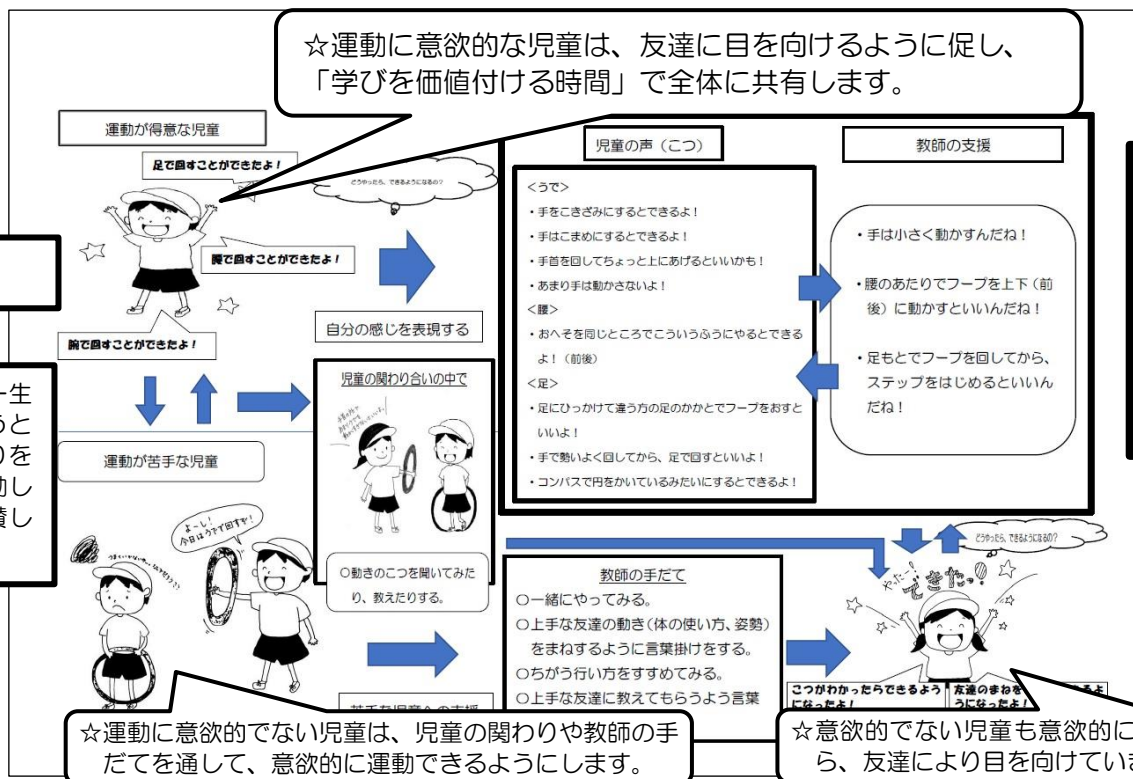 ☆運動に意欲的な児童は、友達に目を向けるように促し、
「学びを価値付ける時間」で全体に共有します。
運動が得意な児童
足で回すことができたよ！
どうやったら、できるようになるの？
腰で回すことができたよ！
腕で回すことができたよ！
自分の感じを表現する
児童の声（こつ）
＜うで＞
・手をこきざみにするとできるよ！
・手はこまめにするとできるよ！
・手首を回してちょっと上にあげるといいかも！
・あまり手は動かさないよ！
＜腰＞
・おへそを同じところでこういうふうにやるとできる
よ！（前後）
＜足＞
・足にひっかけて違う方の足のかかとでフープをおすと
いいよ！
・手で勢いよく回してから、足で回すといいよ！
・コンパスで円をかいているみたいにするとできるよ！
教師の支援
・手は小さく動かすんだね！
・腰のあたりでフープを上下（前
後）に動かすといいんだね！
・足もとでフープを回してから、
ステップをはじめるといいん
だね！
運動が苦手な児童
よ〜し！
今日はうでで回すぞ！
児童の関わり合いの中で
○動きのこつを聞いてみた
り、教えたりする。
教師の手だて
○一緒にやってみる。
○上手な友達の動き（体の使い方、姿勢）
をまねするように言葉掛けをする。
○ちがう行い方をすすめてみる。
○上手な友達に教えてもらうよう言葉
どうやったら、できるようになるの？
やったー！
できたっ！
こつがわかったらできるよう
になったよ！
友達のまねを
うになったよ！
☆運動に意欲的でない児童は、児童の関わりや教師の手
だてを通して、意欲的に運動できるようにします。
☆意欲的でない児童も意欲的に
ら、友達により目を向けていま